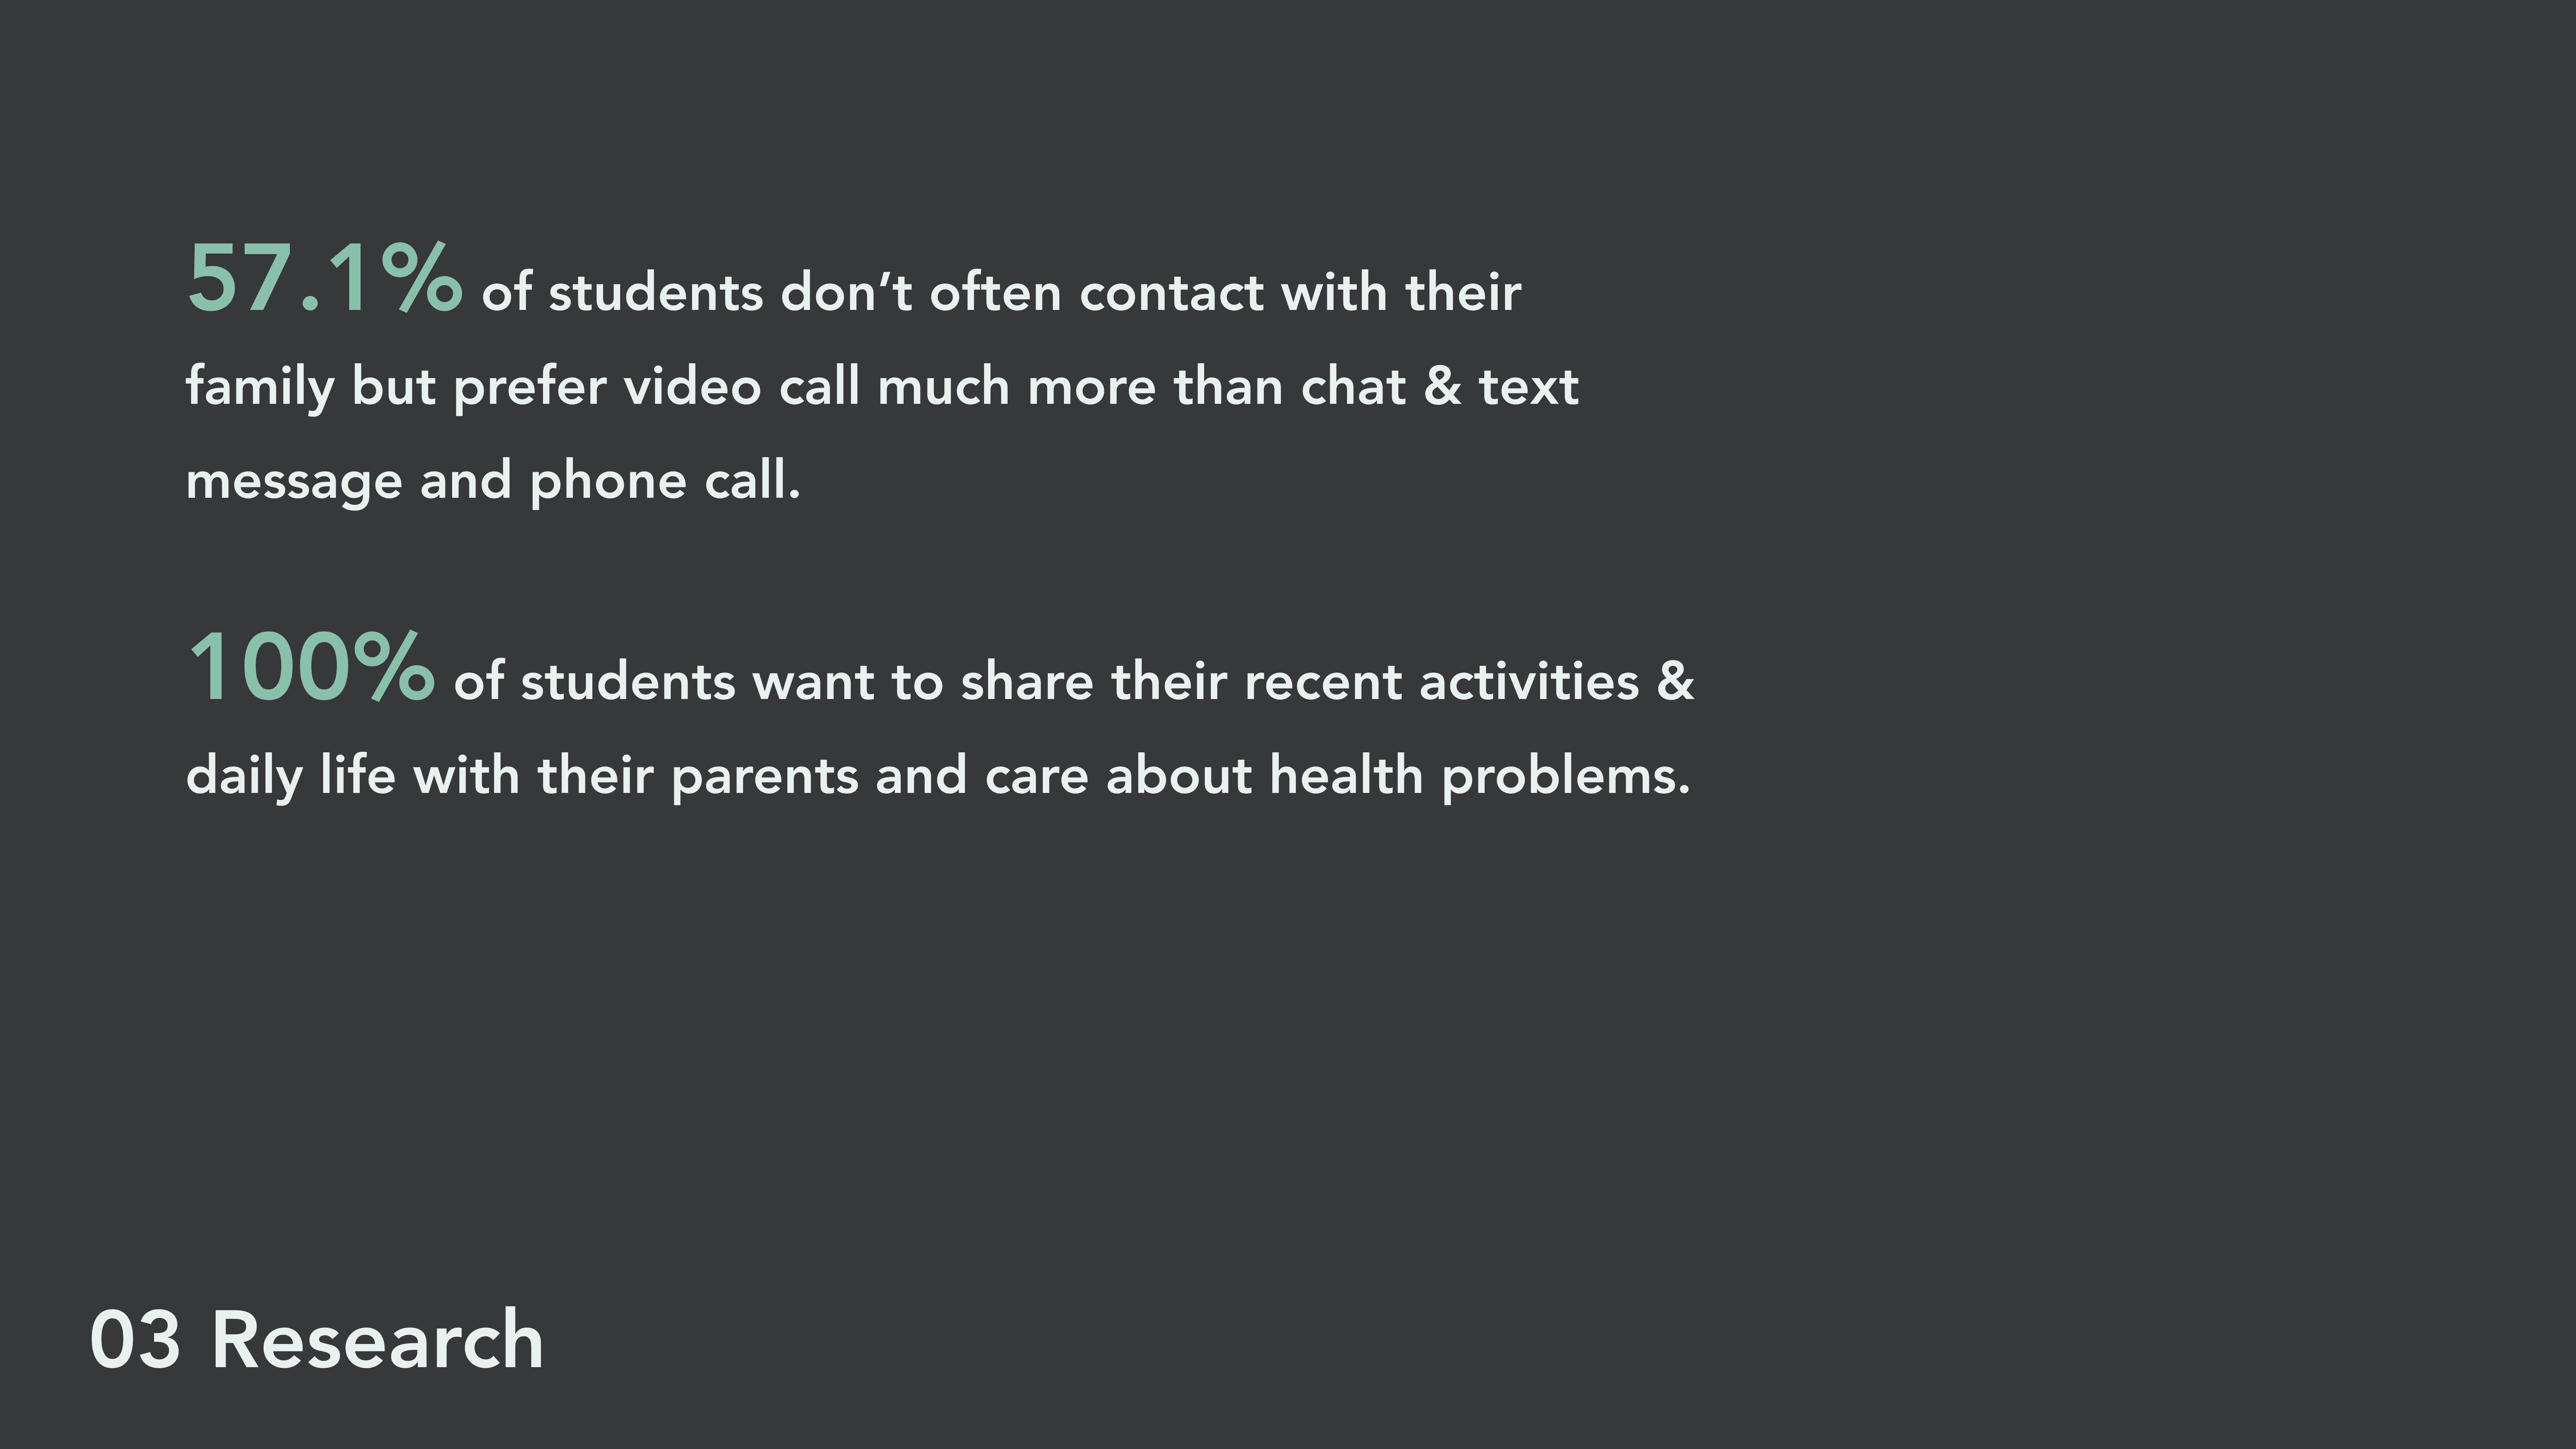 57.1% of students don’t often contact with their
family but prefer video call much more than chat & text
message and phone call.
100% of students want to share their recent activities &
daily life with their parents and care about health problems.
03 Research